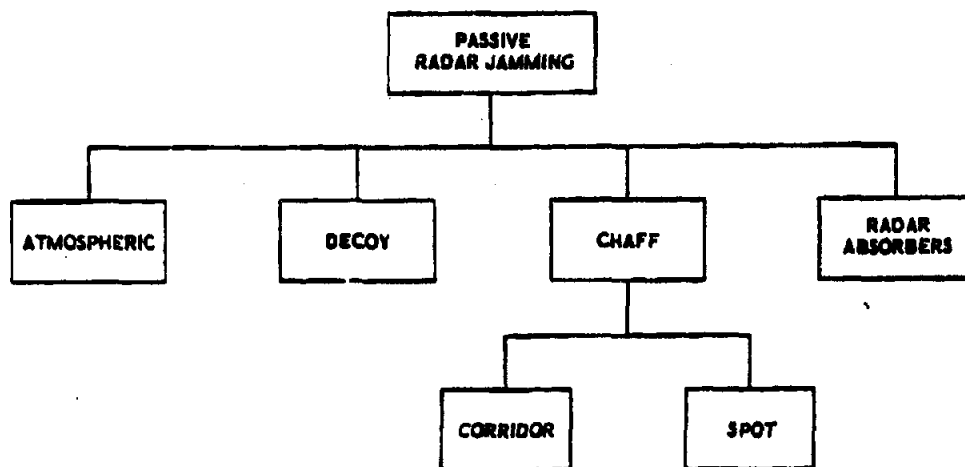 PASSIVE
RADAR JAMMING
ATMOSPHERIC
DECOY
CHAFF
RADAR
ABSORBERS
CORRIDOR
SPOT